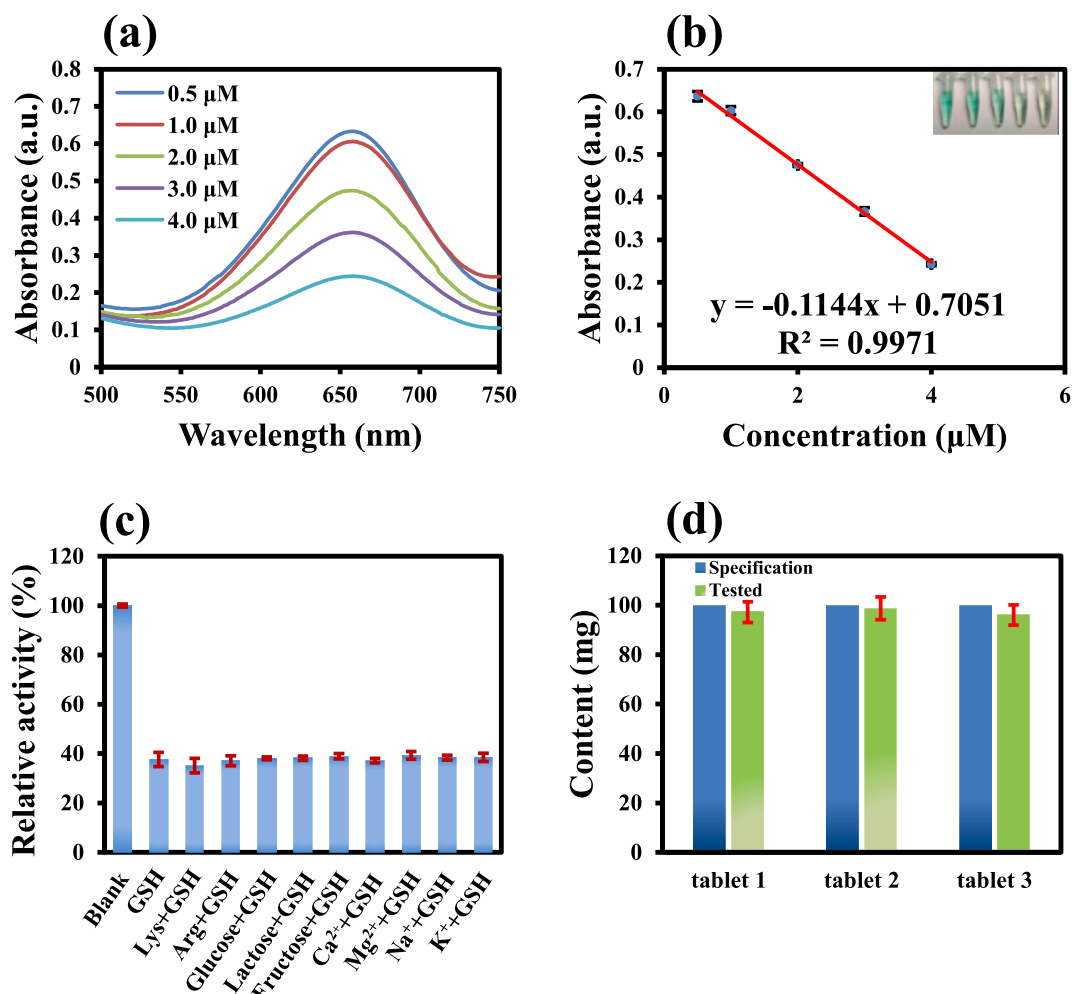 (a)
0.8
0.7
0.6
0.5
0.4
0.3
0.2
0.1
0
Absorbance (a.u.)
0.5 μM
1.0 μM
2.0 μM
3.0 μM
4.0 μM
500
550
600
650
700
750
Wavelength (nm)
(b)
0.7
0.6
0.5
0.4
0.3
0.2
0.1
0
Absorbance (a.u.)
y = -0.1144x + 0.7051
R² = 0.9971
0
2
4
6
Concentration (μM)
(c)
120
100
80
60
40
20
0
Relative activity (%)
Blank
GSH
Lys+GSH
Arg+GSH
Glucose+GSH
Lactose+GSH
Fructose+GSH
Ca²⁺+GSH
Mg²⁺+GSH
Na⁺+GSH
K⁺+GSH
(d)
120
100
80
60
40
20
0
Content (mg)
Specification
Tested
tablet 1
tablet 2
tablet 3